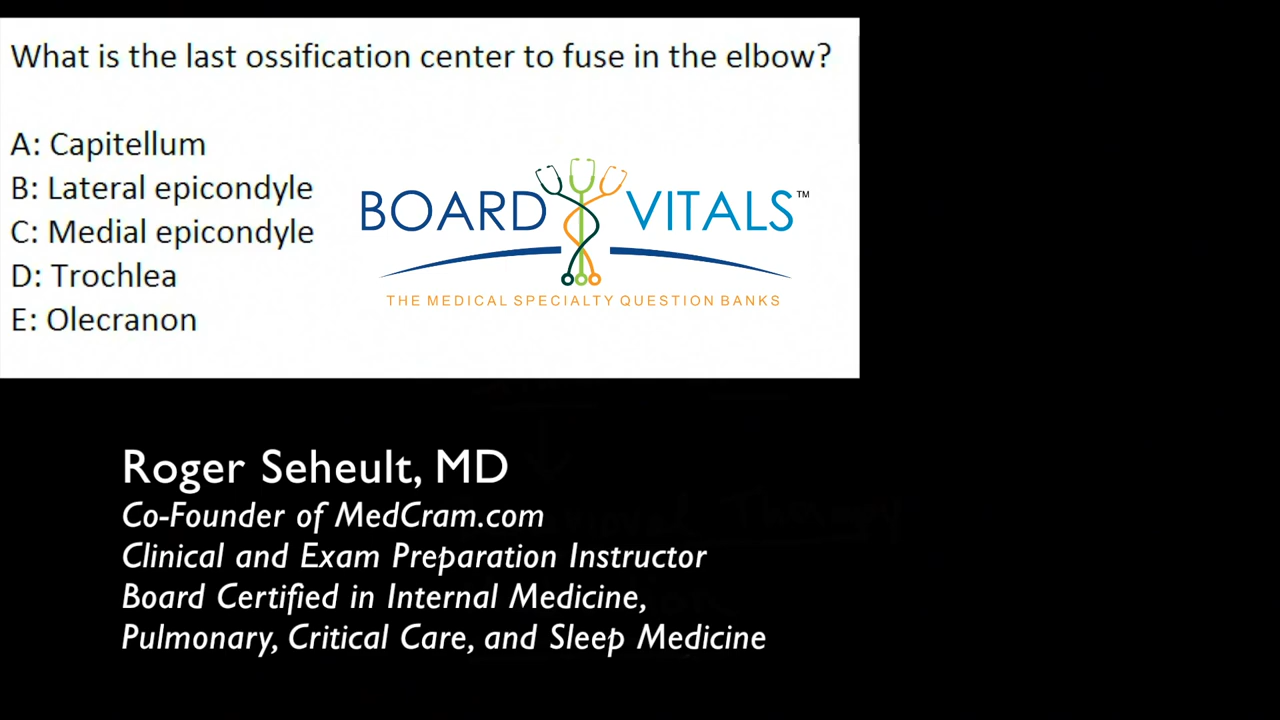 What is the last ossification center to fuse in the elbow?
A: Capitellum
B: Lateral epicondyle
C: Medial epicondyle
D: Trochlea
E: Olecranon
BOARD VITALS™
THE MEDICAL SPECIALTY QUESTION BANKS
Therapy
Roger Seheult, MD
Co-Founder of MedCram.com
Clinical and Exam Preparation Instructor
Board Certified in Internal Medicine,
Pulmonary, Critical Care, and Sleep Medicine